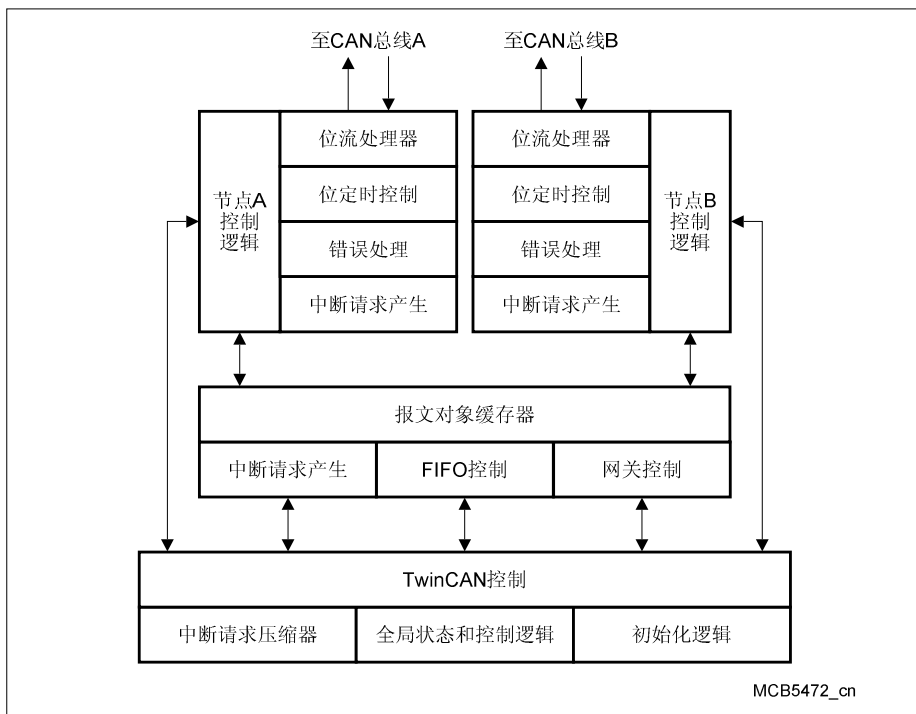 至CAN总线A
至CAN总线B
节点A
控制
逻辑
位流处理器
位定时控制
错误处理
中断请求产生
位流处理器
位定时控制
错误处理
中断请求产生
节点B
控制
逻辑
报文对象缓存器
中断请求产生
FIFO控制
网关控制
TwinCAN控制
中断请求压缩器
全局状态和控制逻辑
初始化逻辑
MCB5472_cn